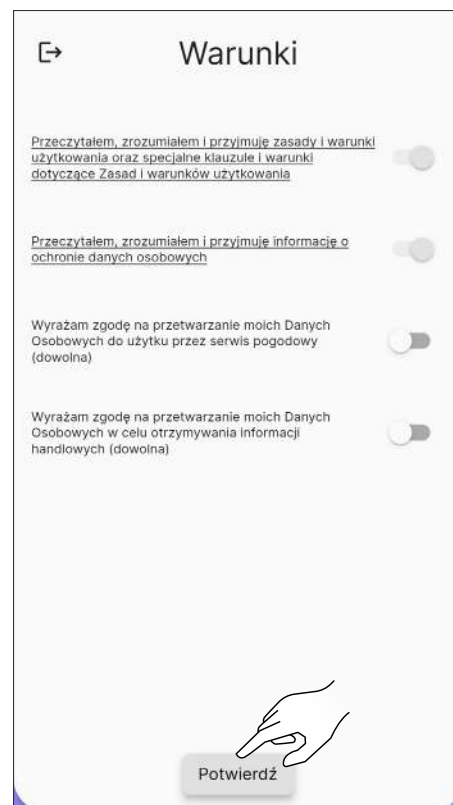 Warunki
Przeczytałem, zrozumiałem i przyjmuję zasady i warunki
użytkowania oraz specjalne klauzule i warunki
dotyczące Zasad i warunków użytkowania
Przeczytałem, zrozumiałem i przyjmuję informację o
ochronie danych osobowych
Wyrażam zgodę na przetwarzanie moich Danych
Osobowych do użytku przez serwis pogodowy
(dowolna)
Wyrażam zgodę na przetwarzanie moich Danych
Osobowych w celu otrzymywania informacji
handlowych (dowolna)
Potwierdź